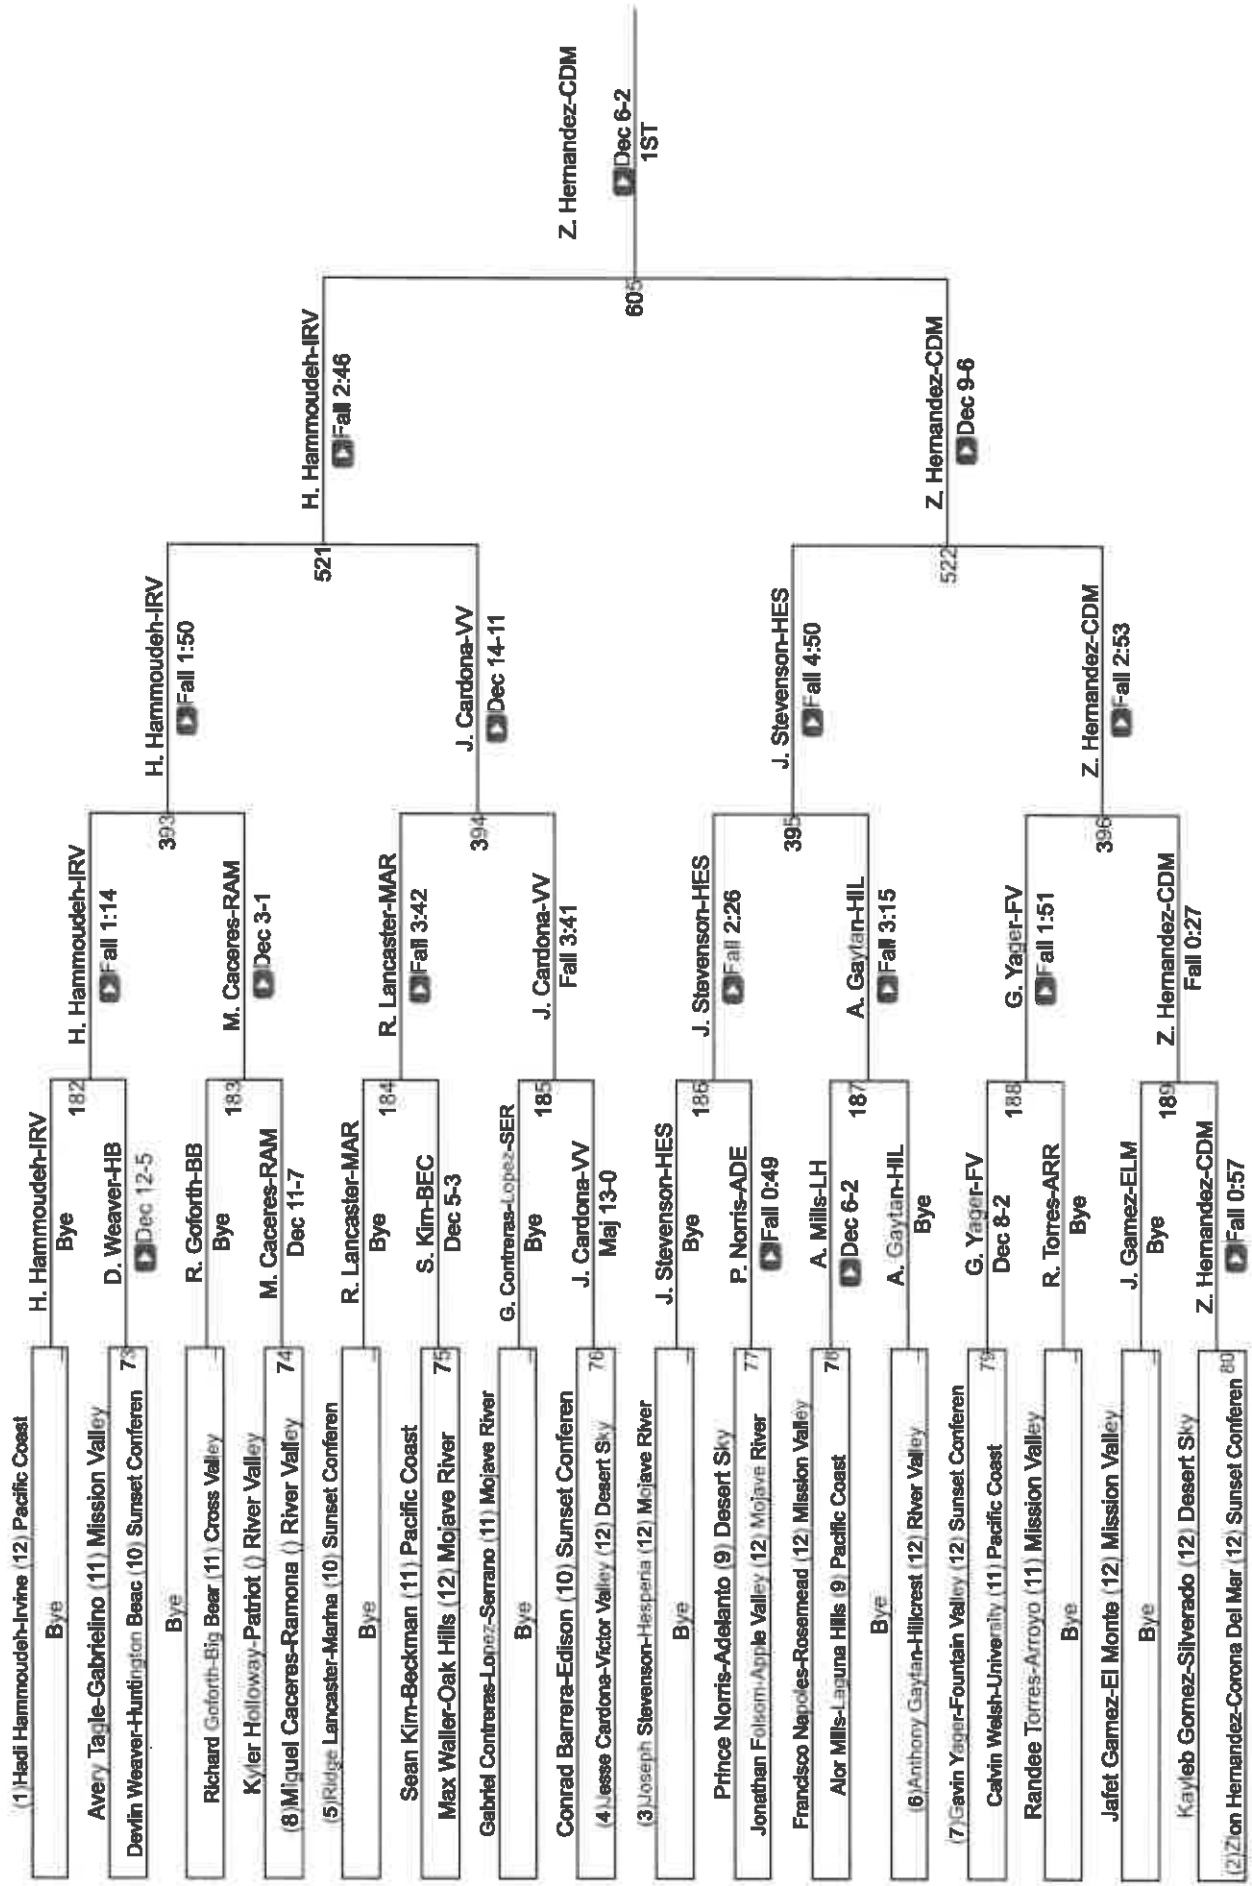 (1)Hadi Hammoudeh-Irvine (12) Pacific Coast
Bye
Avery Tagle-Gabrielino (11) Mission Valley
Devlin Weaver-Huntington Beac (10) Sunset Conferen
73
Bye
Richard Goforth-Big Bear (11) Cross Valley
Kyler Holloway-Patriot () River Valley
(8)Miguel Caceres-Ramona () River Valley
74
(5)Ridge Lancaster-Marina (10) Sunset Conferen
Bye
Sean Kim-Beckman (11) Pacific Coast
Max Waller-Oak Hills (12) Mojave River
75
Gabriel Contreras-Lopez-Serrano (11) Mojave River
Bye
Conrad Barrera-Edison (10) Sunset Conferen
(4)Jesse Cardona-Victor Valley (12) Desert Sky
76
(3)Joseph Stevenson-Hesperia (12) Mojave River
Bye
Prince Norris-Adelanto (9) Desert Sky
Jonathan Folsom-Apple Valley (12) Mojave River
77
Francisco Napoles-Rosemead (12) Mission Valley
Alor Mills-Laguna Hills (9) Pacific Coast
78
Bye
(6)Anthony Gaytan-Hillcrest (12) River Valley
(7)Gavin Yager-Fountain Valley (12) Sunset Conferen
Calvin Welsh-University (11) Pacific Coast
79
Randee Torres-Arroyo (11) Mission Valley
Bye
Jafet Gamez-El Monte (12) Mission Valley
Bye
Kayleb Gomez-Silverado (12) Desert Sky
(2)Zion Hernandez-Corona Del Mar (12) Sunset Conferen
80
H. Hammoudeh-IRV
Bye
182
D. Weaver-HB
Dec 12-5
R. Goforth-BB
Bye
183
M. Caceres-RAM
Dec 11-7
R. Lancaster-MAR
Bye
184
S. Kim-BEC
Dec 5-3
G. Contreras-Lopez-SER
Bye
185
J. Cardona-VV
Maj 13-0
J. Stevenson-HES
Bye
186
P. Norris-ADE
Fall 0:49
A. Mills-LH
Dec 6-2
187
A. Gaytan-HIL
Bye
G. Yager-FV
Dec 8-2
188
R. Torres-ARR
Bye
J. Gamez-ELM
Bye
189
Z. Hernandez-CDM
Fall 0:57
H. Hammoudeh-IRV
Fall 1:14
393
M. Caceres-RAM
Dec 3-1
R. Lancaster-MAR
Fall 3:42
394
J. Cardona-VV
Fall 3:41
J. Stevenson-HES
Fall 2:26
395
A. Gaytan-HIL
Fall 3:15
G. Yager-FV
Fall 1:51
396
Z. Hernandez-CDM
Fall 0:27
H. Hammoudeh-IRV
Fall 1:50
521
J. Cardona-VV
Dec 14-11
J. Stevenson-HES
Fall 4:50
522
Z. Hernandez-CDM
Fall 2:53
H. Hammoudeh-IRV
Fall 2:46
605
Z. Hernandez-CDM
Dec 9-6
Z. Hernandez-CDM
Dec 6-2
1ST